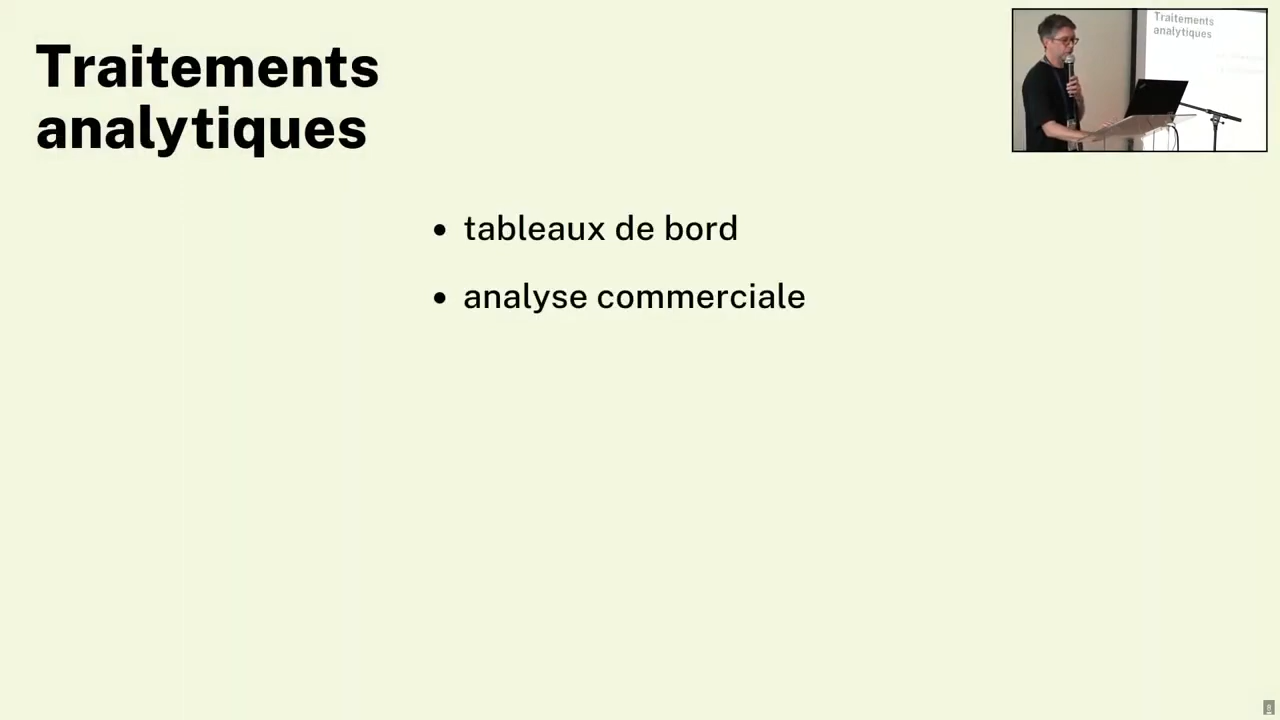 Traitements
analytiques
tableaux de bord
analyse commerciale
Traitements
analytiques